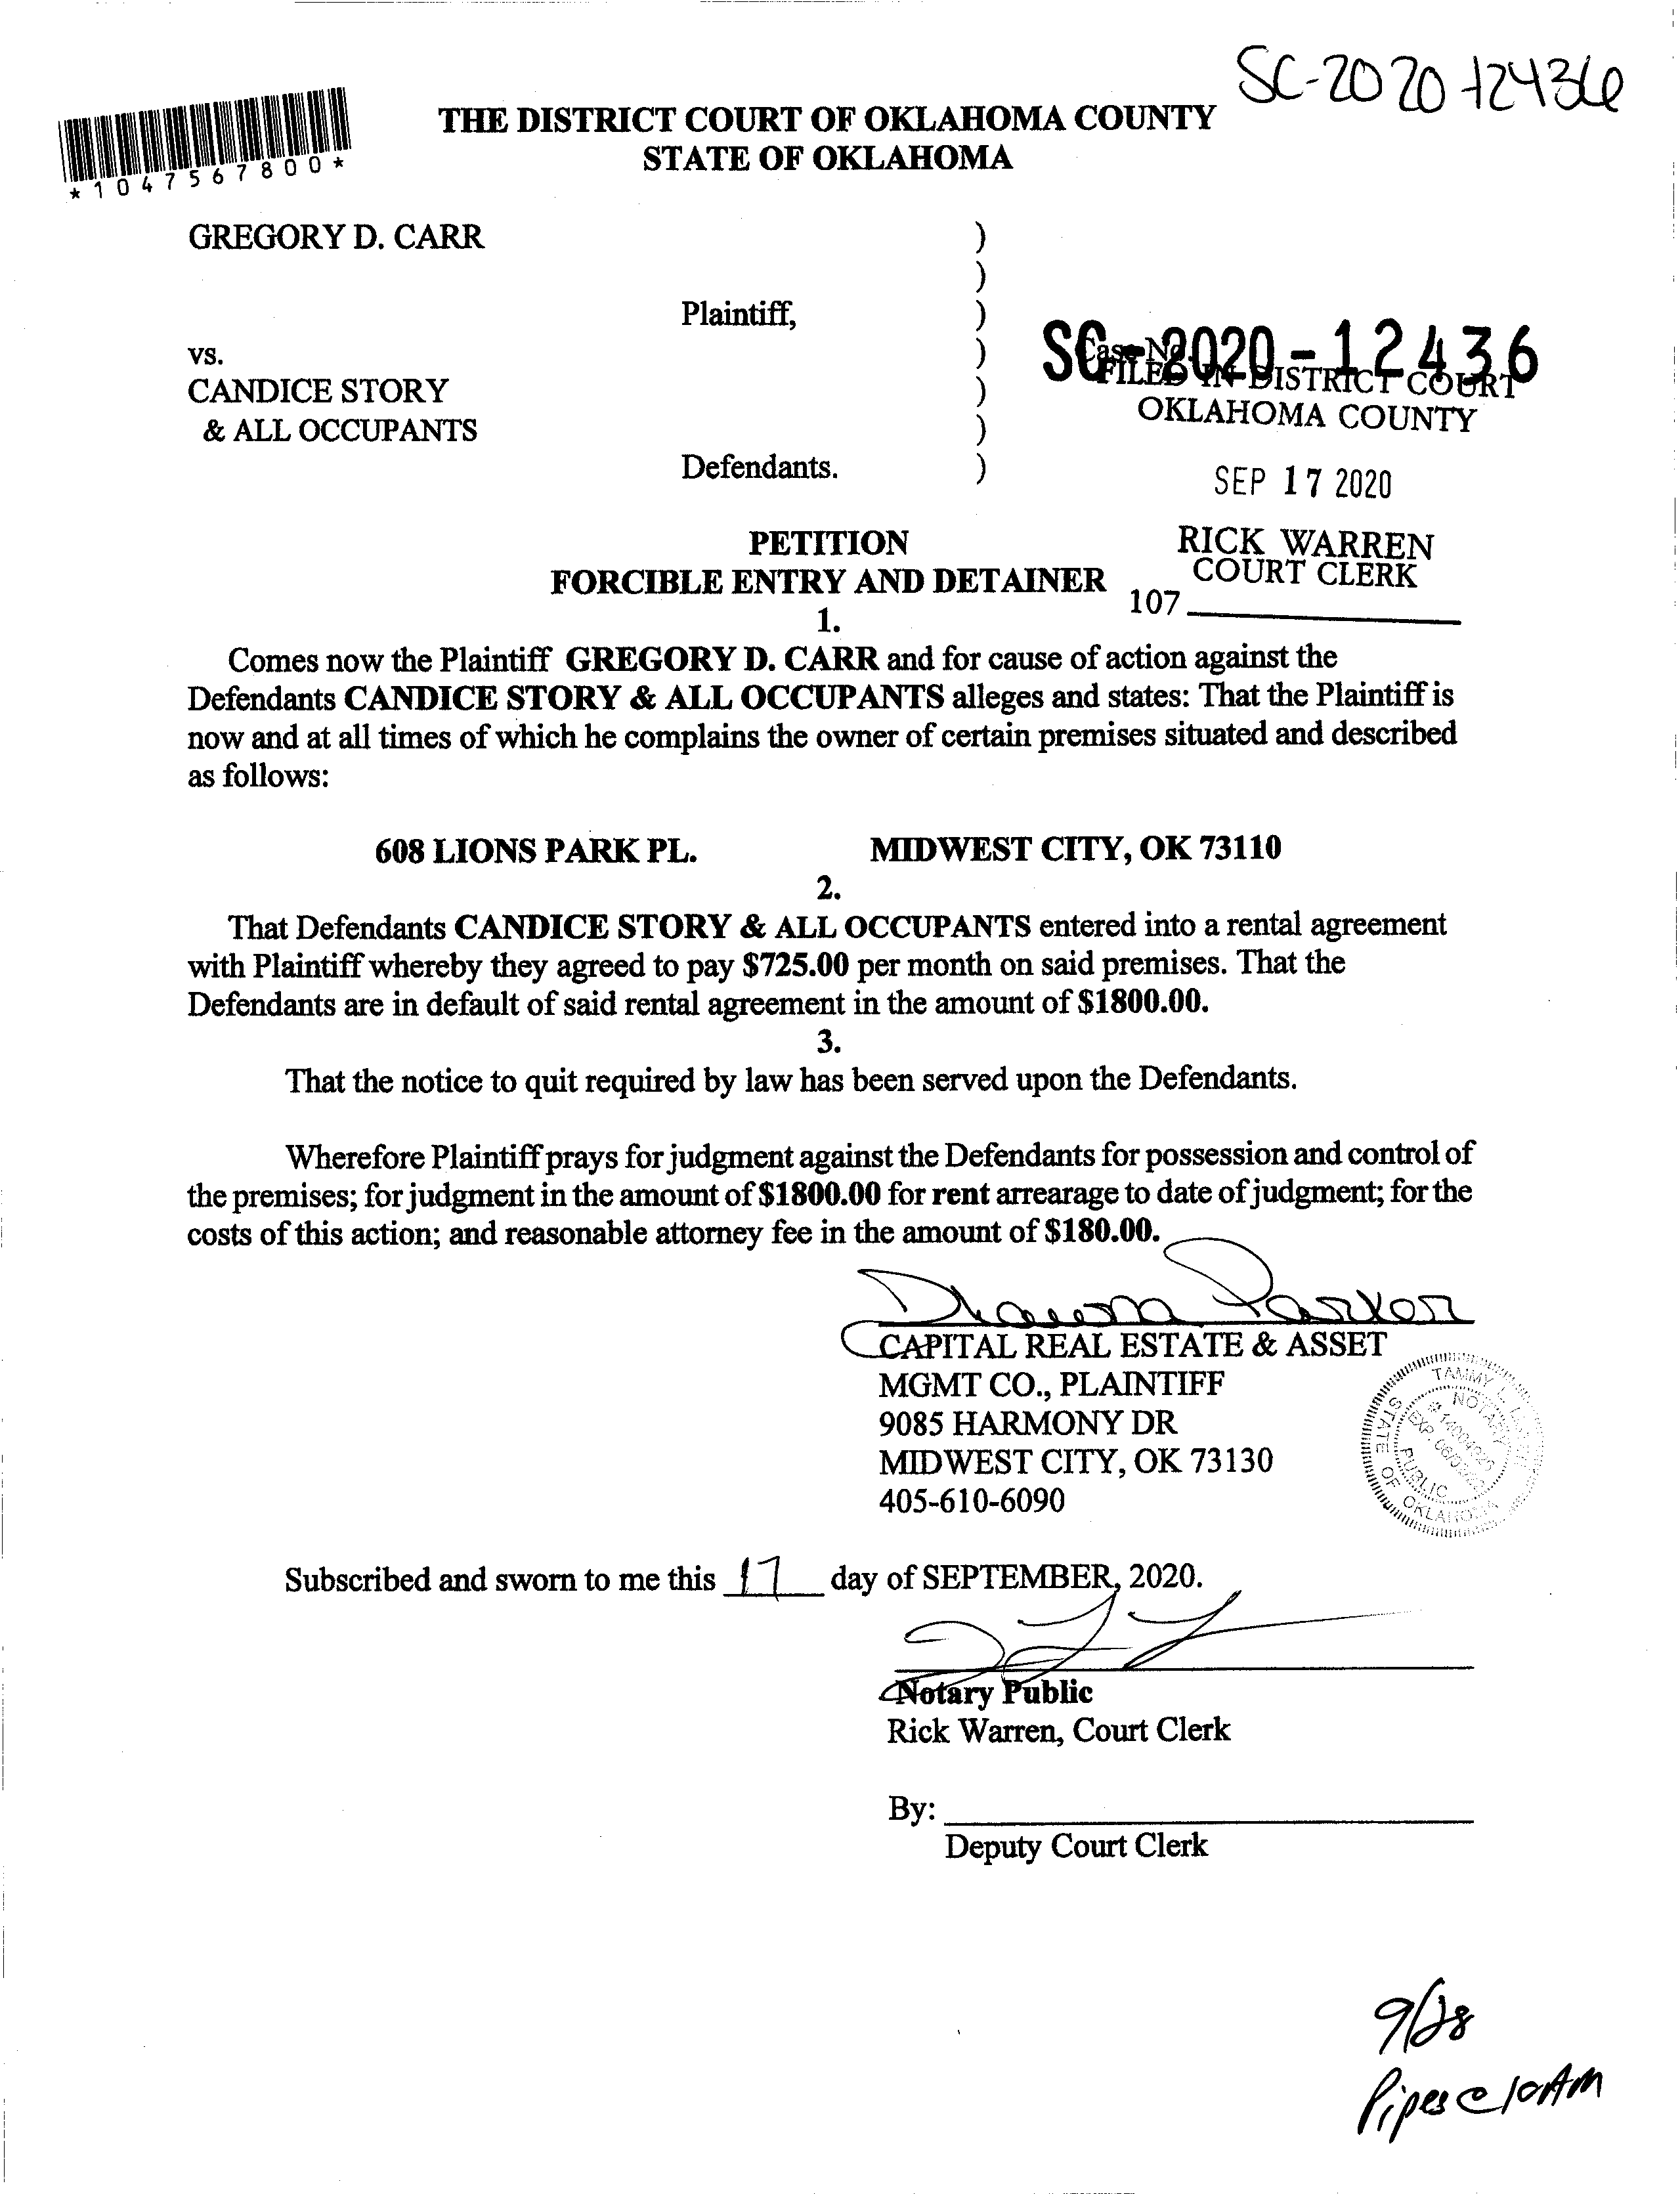 SC-2020-12436
*1047567800*
THE DISTRICT COURT OF OKLAHOMA COUNTY
STATE OF OKLAHOMA
GREGORY D. CARR )
)
Plaintiff, )
vs. )
CANDICE STORY )
& ALL OCCUPANTS )
Defendants. )
SC-2020-12436
Case No.
FILED IN DISTRICT COURT
OKLAHOMA COUNTY
SEP 17 2020
RICK WARREN
COURT CLERK
107
PETITION
FORCIBLE ENTRY AND DETAINER
1.
Comes now the Plaintiff GREGORY D. CARR and for cause of action against the
Defendants CANDICE STORY & ALL OCCUPANTS alleges and states: That the Plaintiff is
now and at all times of which he complains the owner of certain premises situated and described
as follows:
608 LIONS PARK PL. MIDWEST CITY, OK 73110
2.
That Defendants CANDICE STORY & ALL OCCUPANTS entered into a rental agreement
with Plaintiff whereby they agreed to pay $725.00 per month on said premises. That the
Defendants are in default of said rental agreement in the amount of $1800.00.
3.
That the notice to quit required by law has been served upon the Defendants.
Wherefore Plaintiff prays for judgment against the Defendants for possession and control of
the premises; for judgment in the amount of $1800.00 for rent arrearage to date of judgment; for the
costs of this action; and reasonable attorney fee in the amount of $180.00.
Parker
CAPITAL REAL ESTATE & ASSET
MGMT CO., PLAINTIFF
9085 HARMONY DR
MIDWEST CITY, OK 73130
405-610-6090
TAMMY L.
NOTARY
# 14004925
EXP.
PUBLIC
STATE OF OKLAHOMA
Subscribed and sworn to me this 17 day of SEPTEMBER, 2020.
Notary Public
Rick Warren, Court Clerk
By:
Deputy Court Clerk
9/28
Pipes @ 10AM